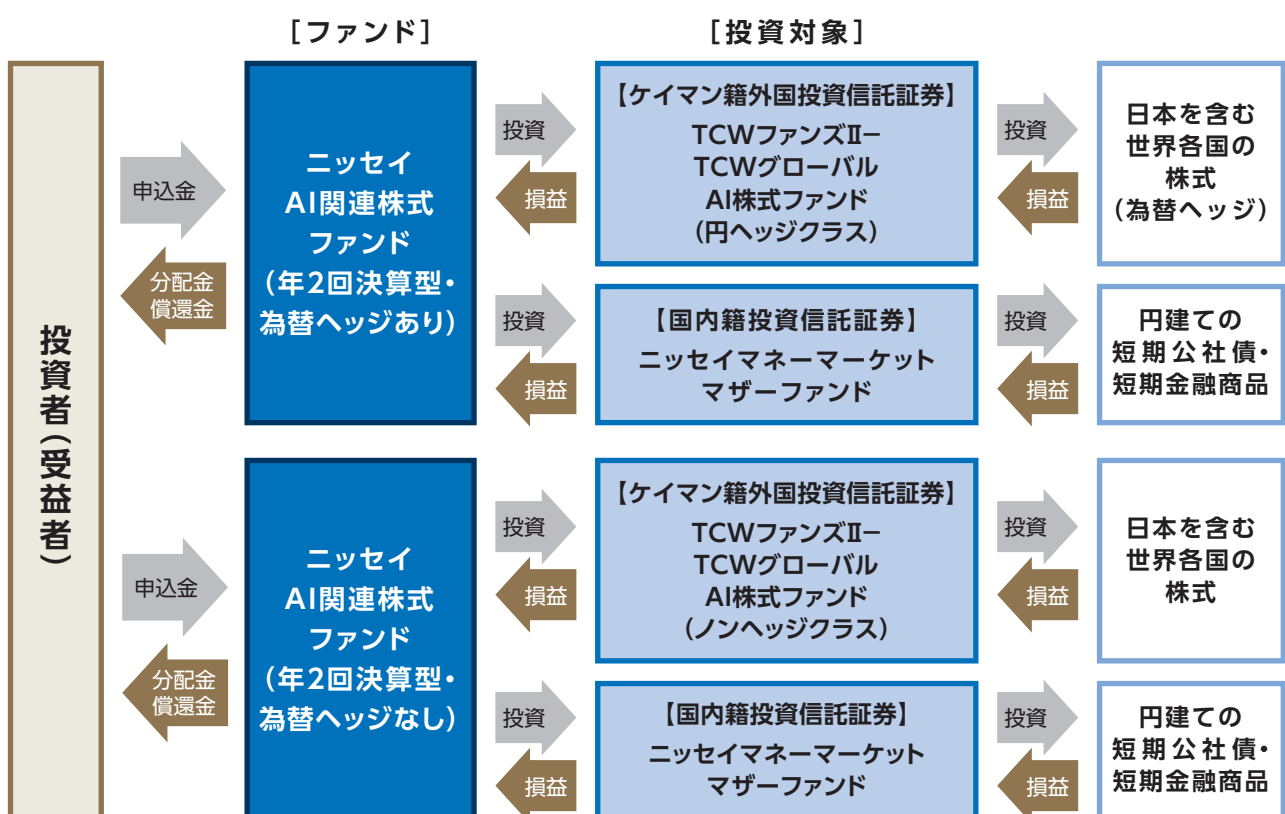 ［ファンド］
［投資対象］
投資者（受益者）
申込金
分配金
償還金
ニッセイ
AI関連株式
ファンド
（年2回決算型・
為替ヘッジあり）
投資
損益
【ケイマン籍外国投資信託証券】
TCWファンズⅡー
TCWグローバル
AI株式ファンド
（円ヘッジクラス）
投資
損益
日本を含む
世界各国の
株式
（為替ヘッジ）
投資
損益
【国内籍投資信託証券】
ニッセイマネーマーケット
マザーファンド
投資
損益
円建ての
短期公社債・
短期金融商品
申込金
分配金
償還金
ニッセイ
AI関連株式
ファンド
（年2回決算型・
為替ヘッジなし）
投資
損益
【ケイマン籍外国投資信託証券】
TCWファンズⅡー
TCWグローバル
AI株式ファンド
（ノンヘッジクラス）
投資
損益
日本を含む
世界各国の
株式
投資
損益
【国内籍投資信託証券】
ニッセイマネーマーケット
マザーファンド
投資
損益
円建ての
短期公社債・
短期金融商品